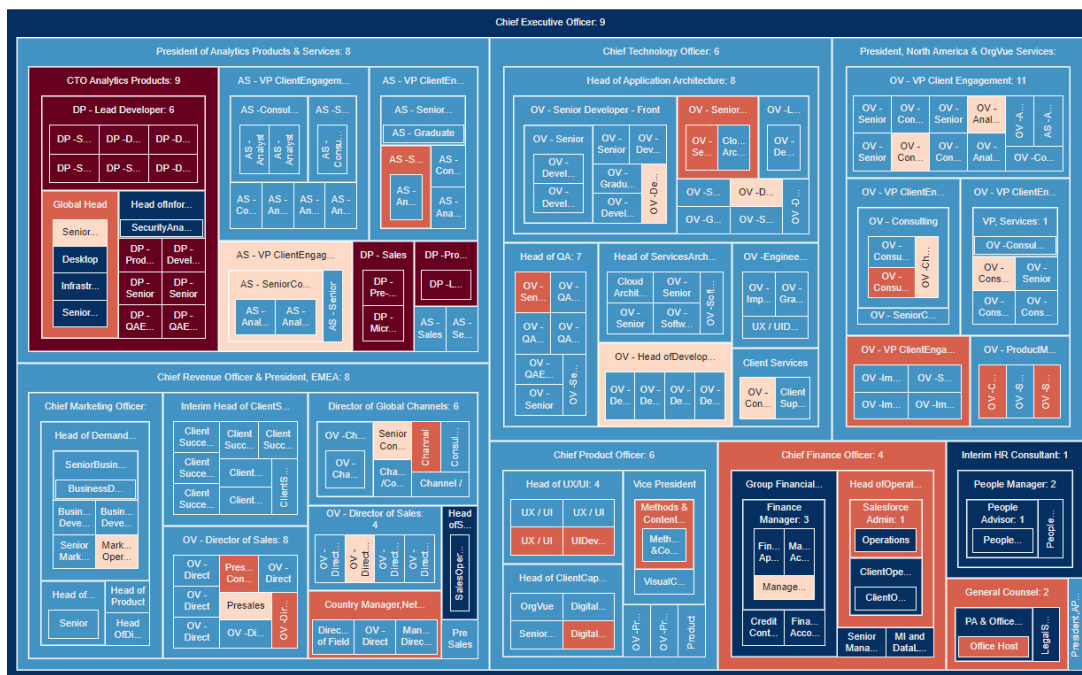 Chief Executive Officer: 9
President of Analytics Products & Services: 8
CTO Analytics Products: 9
DP - Lead Developer: 6
DP -S...
DP -D...
DP -D...
DP -S...
DP -S...
DP -D...
Global Head
Senior...
Desktop
Infrastr...
Senior...
Head ofInfor...
SecurityAna...
DP -
Prod...
DP -
Devel...
DP -
Senior
DP -
Senior
DP -
QAE...
DP -
QAE...
AS - VP ClientEngagem...
AS -Consul...
AS -
Analyst
AS -
Analyst
AS -S...
AS -
Consu...
AS -
Co...
AS -
An...
AS -
An...
AS -
An...
AS - VP ClientEn...
AS - Senior...
AS - Graduate
AS -S...
AS -
An...
AS -
Con...
AS -
Ana...
AS - VP ClientEngag...
AS - SeniorCo...
AS -
Anal...
AS -
Anal...
AS - Senior
DP - Sales
DP -
Pre-...
DP -
Micr...
DP -Pro...
DP -L...
AS -
Sales
AS -
Se...
Chief Technology Officer: 6
Head of Application Architecture: 8
OV - Senior Developer - Front
OV - Senior
OV -
Devel...
OV -
Devel...
OV -
Senior
OV -
Dev...
OV -
Gradu...
OV -
Devel...
OV -De...
OV - Senior...
OV -
Se...
Clo...
Arc...
OV -L...
OV -
De...
OV -S...
OV -D...
OV -G...
OV -S...
OV -D...
Head of QA: 7
OV -
Sen...
OV -
QA...
OV -
QA...
OV -
QA...
OV -
QAE...
OV -
Senior
OV -Se...
Head of ServicesArch...
Cloud
Archit...
OV -
Senior
OV -
Senior
OV -
Softw...
OV -Soft...
OV -Enginee...
OV -
Imp...
OV -
Gra...
UX / UID...
OV - Head ofDevelop...
OV -
De...
OV -
De...
OV -
De...
OV -
De...
Client Services
OV -
Con...
Client
Sup...
President, North America & OrgVue Services:
OV - VP Client Engagement: 11
OV -
Senior
OV -
Con...
OV -
Senior
OV -
Anal...
OV -A...
AS -A...
OV -
Senior
OV -
Con...
OV -
Con...
OV -
Anal...
OV -Co...
OV - VP ClientEn...
OV - Consulting
OV -
Consu...
OV -
Consu...
OV -Ch...
OV - SeniorC...
OV - VP ClientEn...
VP, Services: 1
OV -Consul...
OV -
Cons...
OV -
Senior
OV -
Cons...
OV -
Cons...
OV - VP ClientEnga...
OV -Im...
OV -S...
OV -Im...
OV -Im...
OV - ProductM...
OV -C...
OV -S...
OV -S...
Chief Revenue Officer & President, EMEA: 8
Chief Marketing Officer:
Head of Demand...
SeniorBusin...
BusinessD...
Busin...
Deve...
Busin...
Deve...
Senior
Mark...
Mark...
Oper...
Head of...
Senior
Head of
Product
Head
OfDi...
Interim Head of ClientS...
Client
Succe...
Client
Succ...
Client
Succ...
Client
Succe...
Client...
Client
Succe...
Client...
ClientS...
OV - Director of Sales: 8
OV -
Direct
Pres...
Con...
OV -
Direct
OV -
Direct
Presales
OV -
Direct
OV -Di...
OV -Dir...
Director of Global Channels: 6
OV -Ch...
OV -
Cha...
Senior
Con...
Channel
Consul...
Cha...
/Co...
Channel /
OV - Director of Sales:
4
OV -
Direct...
OV -
Direct...
OV -
Direct...
OV -
Direct...
Head
ofS...
SalesOper...
Country Manager,Net...
Direc...
of Field
OV -
Direct
Man...
Direc...
Pre
Sales
Chief Product Officer: 6
Head of UX/UI: 4
UX / UI
UX / UI
UX / UI
UIDev...
Head of ClientCap...
OrgVue
Digital...
Senior...
Digital...
Vice President
Methods &
Content...
Meth...
&Co...
VisualC...
OV -Pr...
OV -Pr...
Product
Chief Finance Officer: 4
Group Financial...
Finance
Manager: 3
Fin...
Ap...
Ma...
Ac...
Manage...
Credit
Cont...
Fina...
Acco...
Head ofOperat...
Salesforce
Admin: 1
Operations
ClientOpe...
ClientO...
Senior
Mana...
MI and
DataL...
Interim HR Consultant: 1
People Manager: 2
People
Advisor: 1
People...
People...
General Counsel: 2
PA & Office...
Office Host
LegalS...
President,AP...